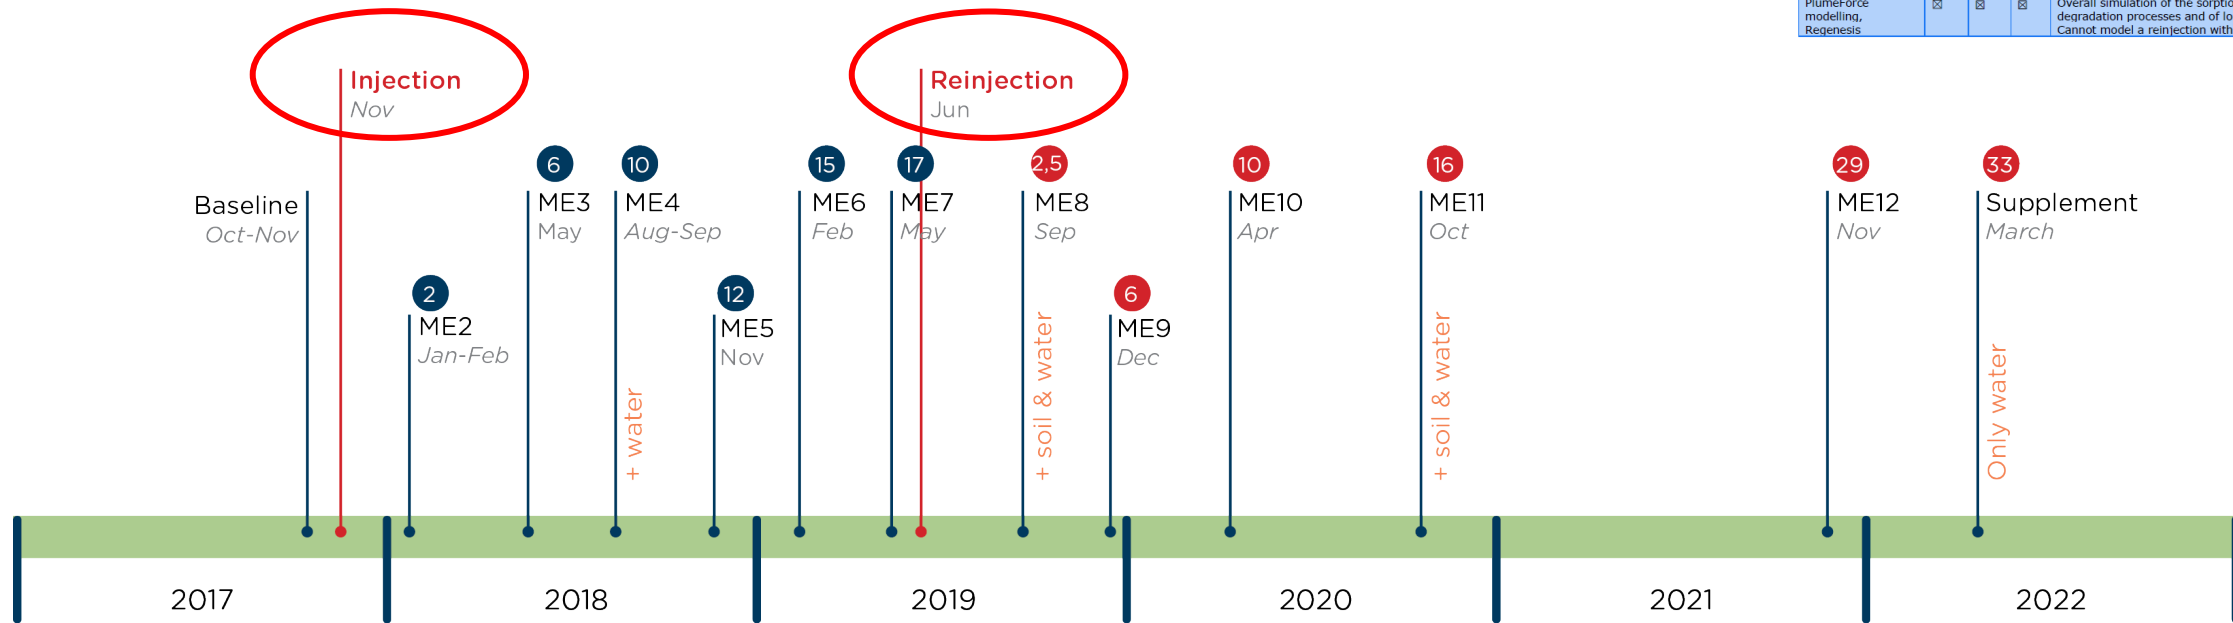 PlumeForce
modelling,
Regenesis
☒ ☒ ☒
Overall simulation of the
degradation processes and of
Cannot model a reinjection with
Injection
Nov
Reinjection
Jun
6
10
15
17
2,5
10
16
29
33
Baseline
Oct-Nov
ME3
May
ME4
Aug-Sep
ME6
Feb
ME7
May
ME8
Sep
ME10
Apr
ME11
Oct
ME12
Nov
Supplement
March
2
ME2
Jan-Feb
12
ME5
Nov
6
ME9
Dec
+ water
+ soil & water
+ soil & water
Only water
2017
2018
2019
2020
2021
2022